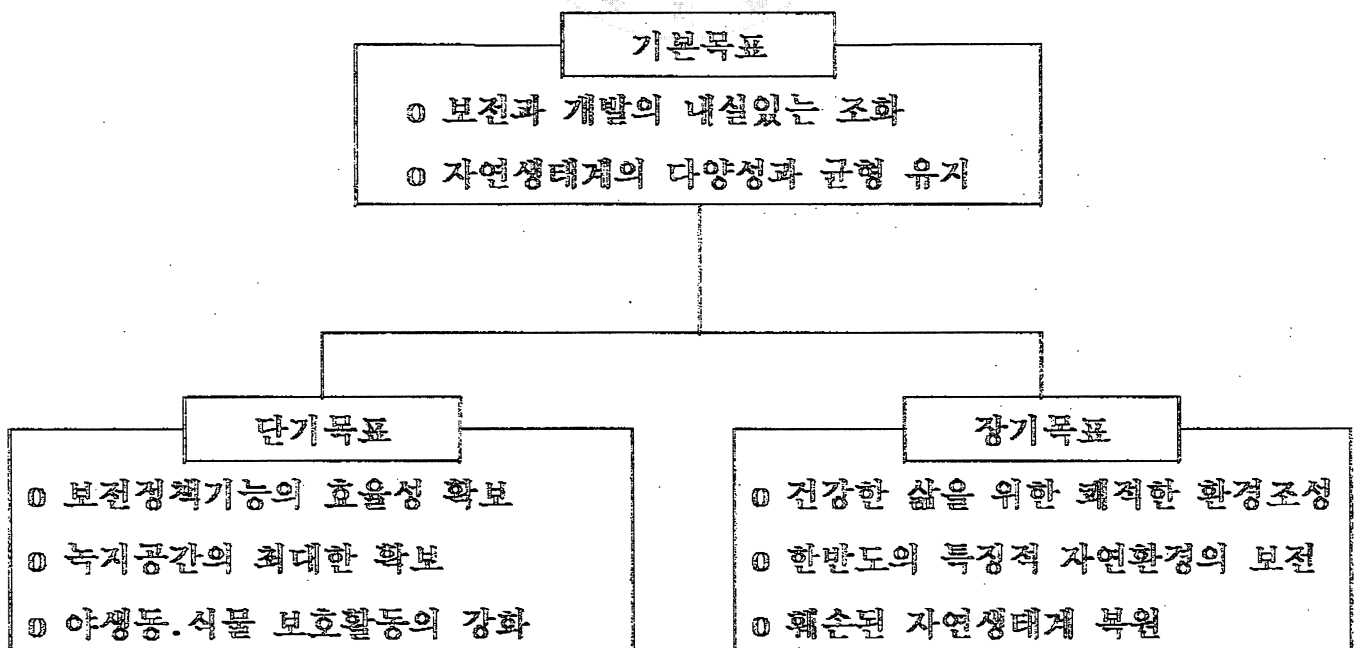 기본목표
o 보전과 개발의 내실있는 조화
o 자연생태계의 다양성과 균형 유지
단기목표
o 보전정책기능의 효율성 확보
o 녹지공간의 최대한 확보
o 야생동.식물 보호활동의 강화
장기목표
o 건강한 삶을 위한 쾌적한 환경조성
o 한반도의 특징적 자연환경의 보전
o 훼손된 자연생태계 복원